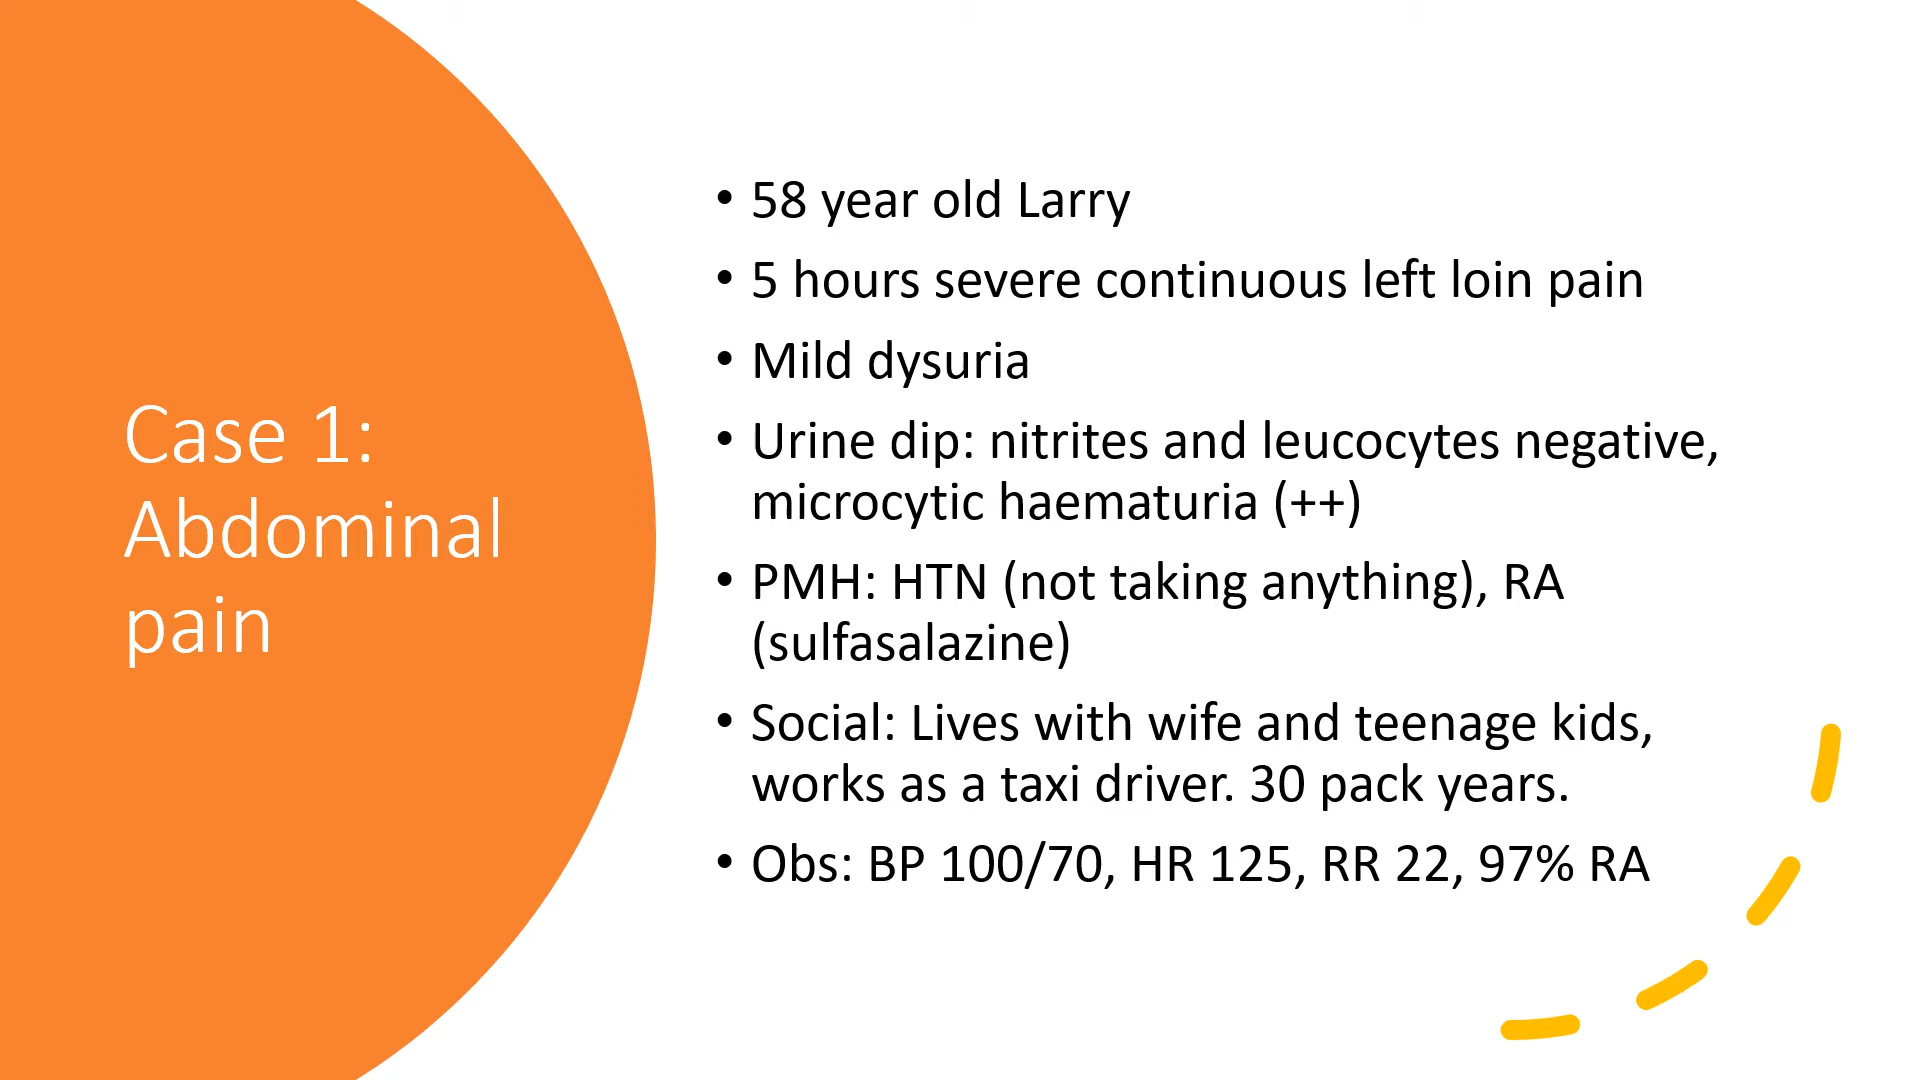 Case 1:
Abdominal
pain
• 58 year old Larry
• 5 hours severe continuous left loin pain
• Mild dysuria
• Urine dip: nitrites and leucocytes negative,
microcytic haematuria (++)
• PMH: HTN (not taking anything), RA
(sulfasalazine)
• Social: Lives with wife and teenage kids,
works as a taxi driver. 30 pack years.
• Obs: BP 100/70, HR 125, RR 22, 97% RA